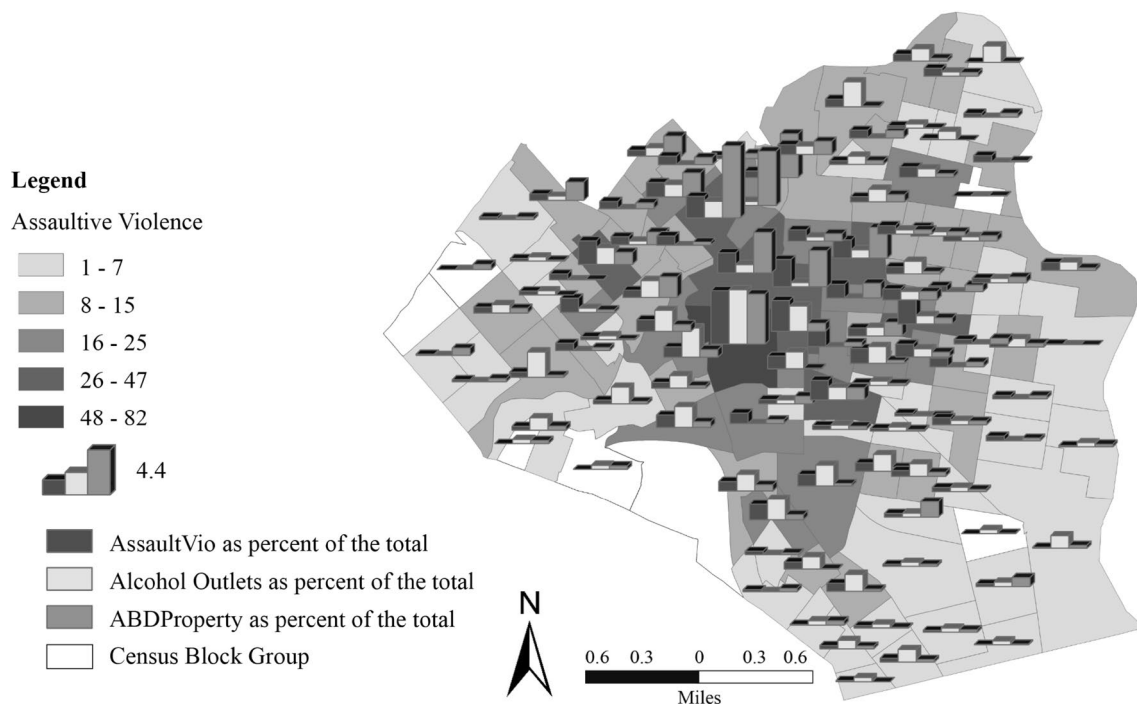 Legend
Assaultive Violence
1 - 7
8 - 15
16 - 25
26 - 47
48 - 82
4.4
AssaultVio as percent of the total
Alcohol Outlets as percent of the total
ABDProperty as percent of the total
Census Block Group
N
0.6 0.3 0 0.3 0.6
Miles